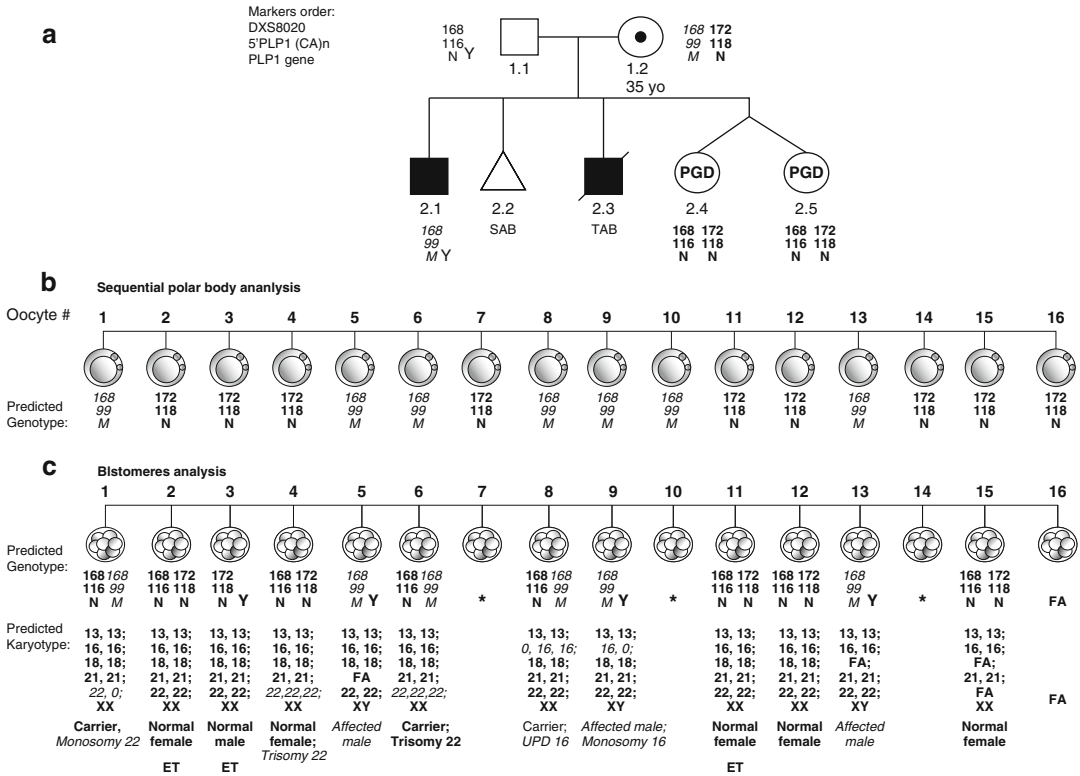 a
Markers order:
DXS8020
5'PLP1 (CA)n
PLP1 gene
168
116
N Y
1.1
1.2
35 yo
168 172
99 118
M N
2.1 2.2 2.3 2.4 2.5
SAB TAB
PGD PGD
168
99
M Y
168 172
116 118
N N
168 172
116 118
N N
b Sequential polar body ananlysis
Oocyte # 1 2 3 4 5 6 7 8 9 10 11 12 13 14 15 16
Predicted
Genotype:
168 172 172 172 168 168 172 168 168 168 172 172 168 172 172 172
99 118 118 118 99 99 118 99 99 99 118 118 99 118 118 118
M N N N M M N M M M N N M N N N
c Blstomeres analysis
1 2 3 4 5 6 7 8 9 10 11 12 13 14 15 16
Predicted
Genotype:
168 168 168 172 172 168 172 168 168 168 168 168 168 168 172 168 172 168 168 172
116 99 116 118 118 116 118 99 116 99 116 99 99 116 118 116 118 99 116 118
N M N N N Y N N M Y N M * N M M Y * N N N N M Y * N N FA
Predicted
Karyotype:
13, 13; 13, 13; 13, 13; 13, 13; 13, 13; 13, 13; 13, 13; 13, 13; 13, 13; 13, 13; 13, 13; 13, 13;
16, 16; 16, 16; 16, 16; 16, 16; 16, 16; 16, 16; 0, 16, 16; 16, 0; 16, 16; 16, 16; 16, 16; 16, 16;
18, 18; 18, 18; 18, 18; 18, 18; 18, 18; 18, 18; 18, 18; 18, 18; 18, 18; 18, 18; FA; FA;
21, 21; 21, 21; 21, 21; 21, 21; FA 21, 21; 21, 21; 21, 21; 21, 21; 21, 21; 21, 21; 21, 21;
22, 0; 22, 22; 22, 22; 22,22,22; 22, 22; 22,22,22; 22, 22; 22, 22; 22, 22; 22, 22; 22, 22; FA
XX XX XX XX XY XX XX XY XX XX XY XX FA
Carrier, Monosomy 22
Normal female ET
Normal male ET
Normal female; Trisomy 22
Affected male
Carrier; Trisomy 22
Carrier; UPD 16
Affected male; Monosomy 16
Normal female ET
Normal female
Affected male
Normal female